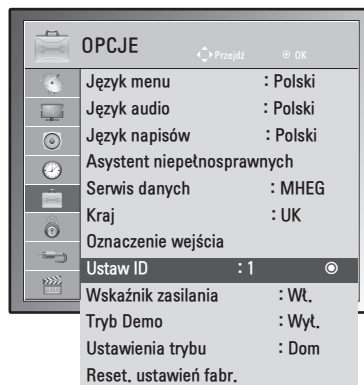 OPCJE
Przejdź OK
Język menu : Polski
Język audio : Polski
Język napisów : Polski
Asystent niepełnosprawnych
Serwis danych : MHEG
Kraj : UK
Oznaczenie wejścia
Ustaw ID : 1
Wskaźnik zasilania : Wł.
Tryb Demo : Wył.
Ustawienia trybu : Dom
Reset. ustawień fabr.